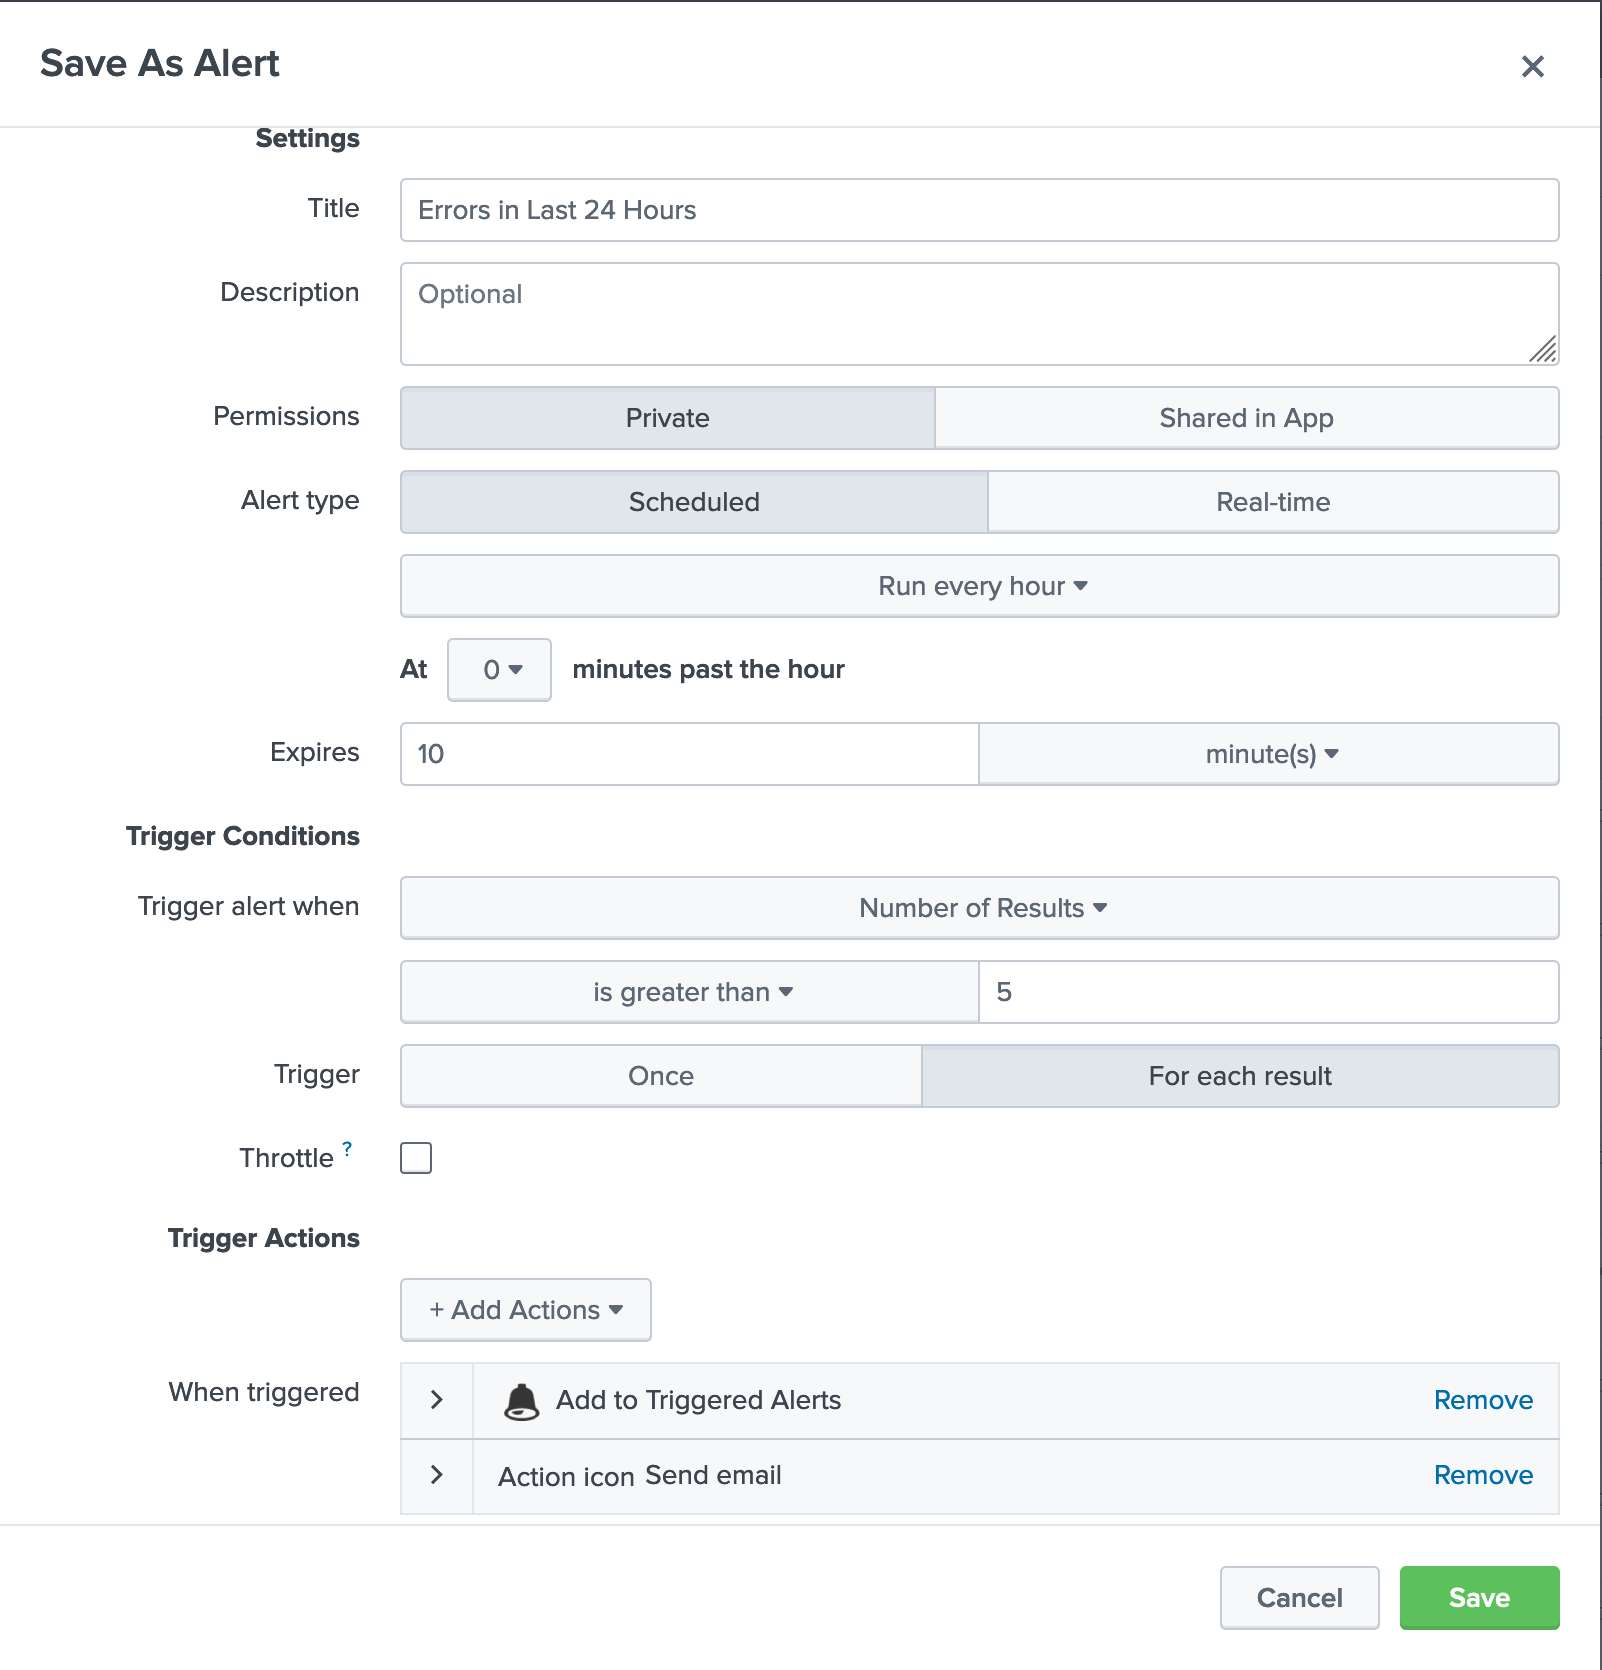 Save As Alert
Settings
Title Errors in Last 24 Hours
Description Optional
Permissions Private Shared in App
Alert type Scheduled Real-time
Run every hour
At 0 minutes past the hour
Expires 10 minute(s)
Trigger Conditions
Trigger alert when Number of Results
is greater than 5
Trigger Once For each result
Throttle ?
Trigger Actions
+ Add Actions
When triggered Add to Triggered Alerts Remove
Action icon Send email Remove
Cancel Save